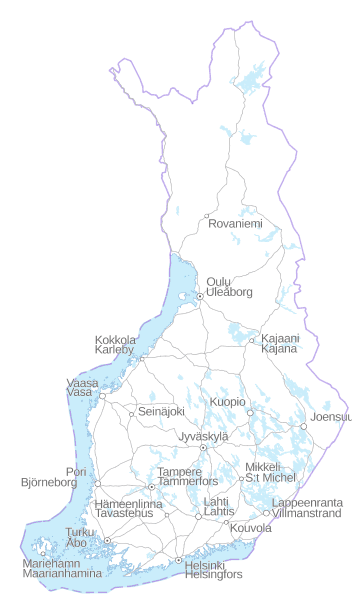 Rovaniemi
Oulu
Uleåborg
Kokkola
Karleby
Kajaani
Kajana
Vaasa
Vasa
Seinäjoki
Kuopio
Joensuu
Jyväskylä
Pori
Björneborg
Tampere
Tammerfors
Mikkeli
S:t Michel
Hämeenlinna
Tavastehus
Lahti
Lahtis
Lappeenranta
Villmanstrand
Kouvola
Turku
Åbo
Mariehamn
Maarianhamina
Helsinki
Helsingfors